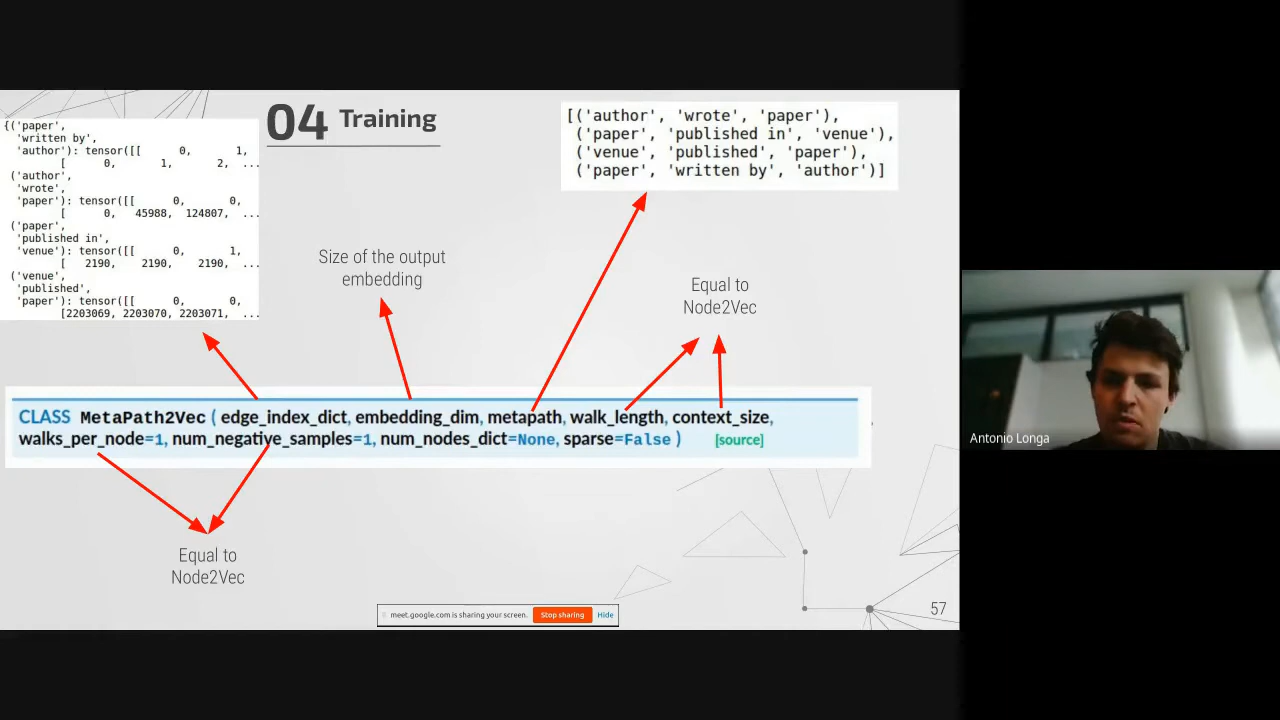 04 Training
{('paper',
'written by',
'author'): tensor([[ 0, 1,
[ 0, 1, 2, ...
('author',
'wrote',
'paper'): tensor([[ 0, 0,
[ 0, 45988, 124807, ...
('paper',
'published in',
'venue'): tensor([[ 0, 1,
[ 2190, 2190, 2190, ...
('venue',
'published',
'paper'): tensor([[ 0, 0,
[2203069, 2203070, 2203071, ...
[('author', 'wrote', 'paper'),
('paper', 'published in', 'venue'),
('venue', 'published', 'paper'),
('paper', 'written by', 'author')]
Size of the output
embedding
Equal to
Node2Vec
CLASS MetaPath2Vec ( edge_index_dict, embedding_dim, metapath, walk_length, context_size,
walks_per_node=1, num_negative_samples=1, num_nodes_dict=None, sparse=False ) [source]
Equal to
Node2Vec
meet.google.com is sharing your screen. Stop sharing Hide
57
Antonio Longa